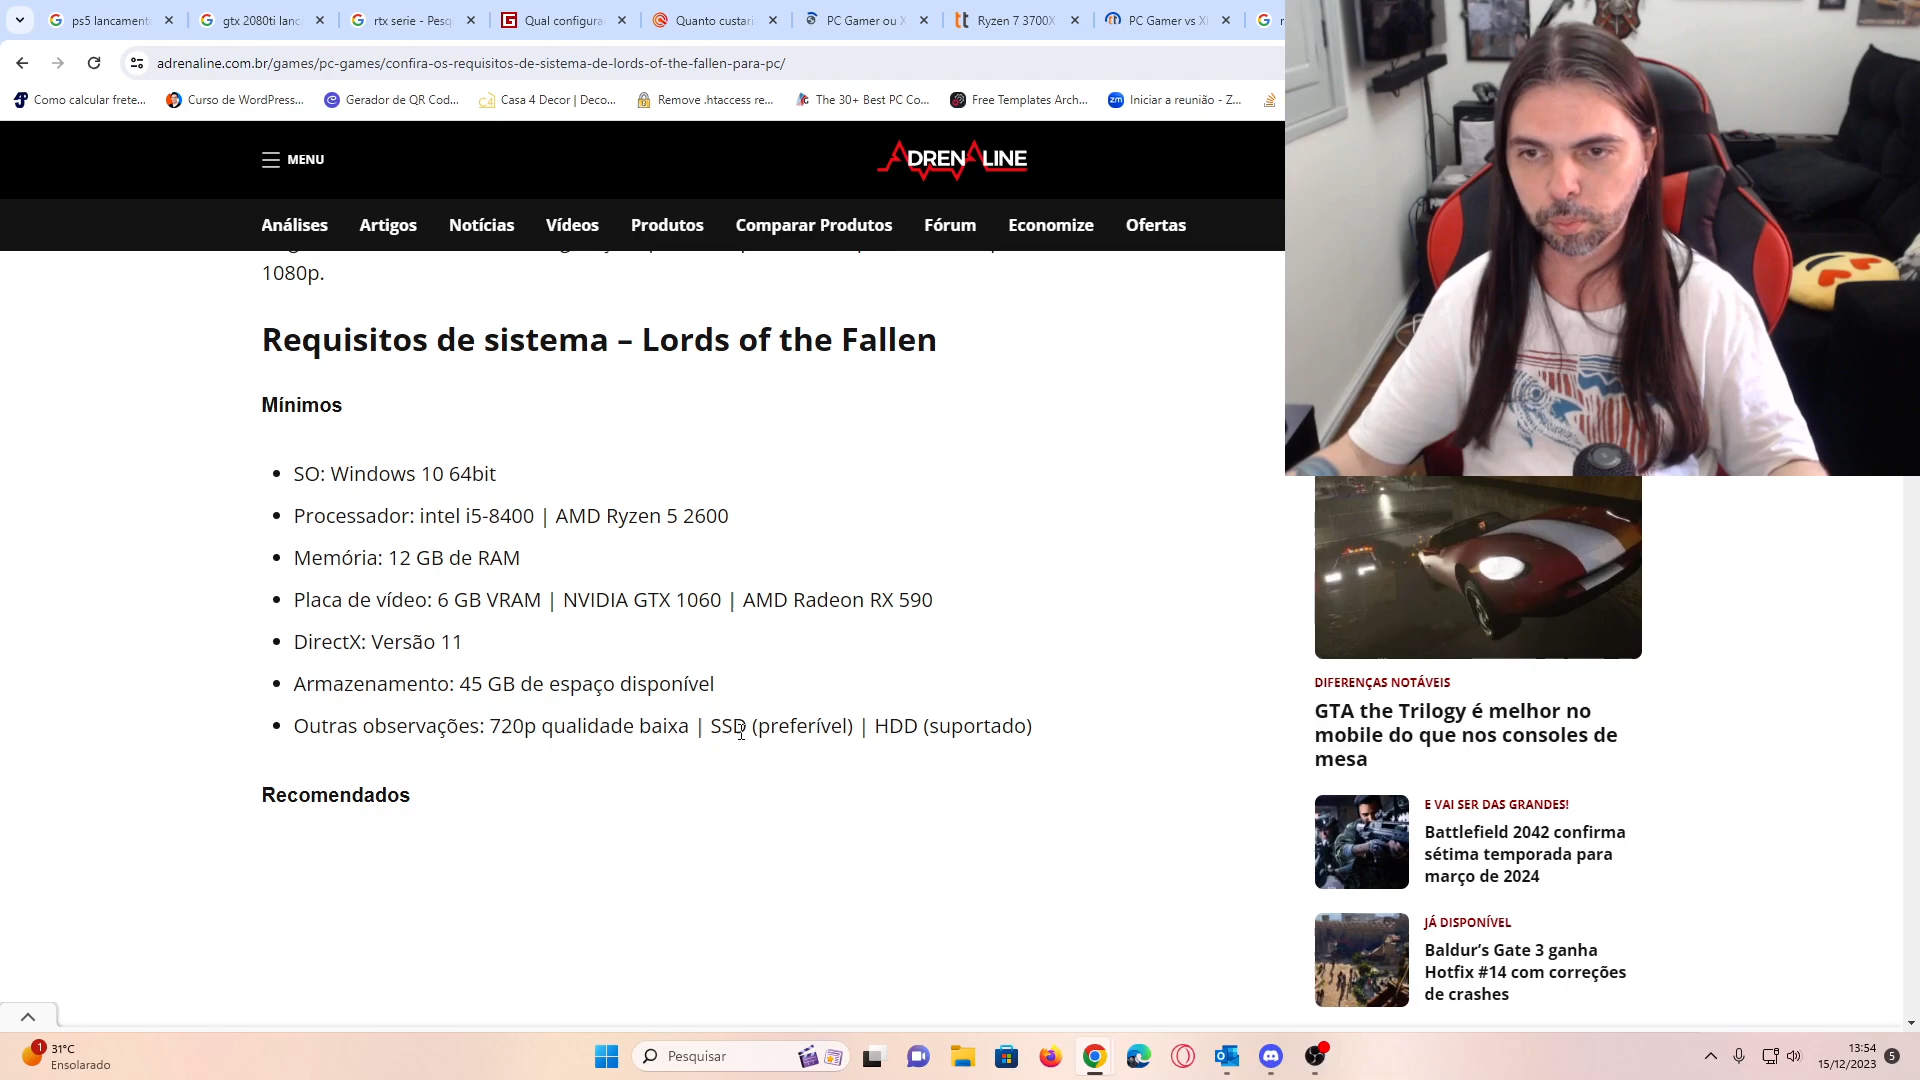 ps5 lancament
gtx 2080ti lanc
rtx serie - Pesq
Qual configura
Quanto custari
PC Gamer ou X
Ryzen 7 3700X
PC Gamer vs X
adrenaline.com.br/games/pc-games/confira-os-requisitos-de-sistema-de-lords-of-the-fallen-para-pc/
Como calcular frete...
Curso de WordPress...
Gerador de QR Cod...
Casa 4 Decor | Deco...
Remove .htaccess re...
The 30+ Best PC Co...
Free Templates Arch...
Iniciar a reunião - Z...
MENU
ADRENALINE
Análises
Artigos
Notícias
Vídeos
Produtos
Comparar Produtos
Fórum
Economize
Ofertas
1080p.
Requisitos de sistema – Lords of the Fallen
Mínimos
SO: Windows 10 64bit
Processador: intel i5-8400 | AMD Ryzen 5 2600
Memória: 12 GB de RAM
Placa de vídeo: 6 GB VRAM | NVIDIA GTX 1060 | AMD Radeon RX 590
DirectX: Versão 11
Armazenamento: 45 GB de espaço disponível
Outras observações: 720p qualidade baixa | SSD (preferível) | HDD (suportado)
Recomendados
DIFERENÇAS NOTÁVEIS
GTA the Trilogy é melhor no
mobile do que nos consoles de
mesa
E VAI SER DAS GRANDES!
Battlefield 2042 confirma
sétima temporada para
março de 2024
JÁ DISPONÍVEL
Baldur’s Gate 3 ganha
Hotfix #14 com correções
de crashes
1
31°C
Ensolarado
Pesquisar
13:54
15/12/2023
5